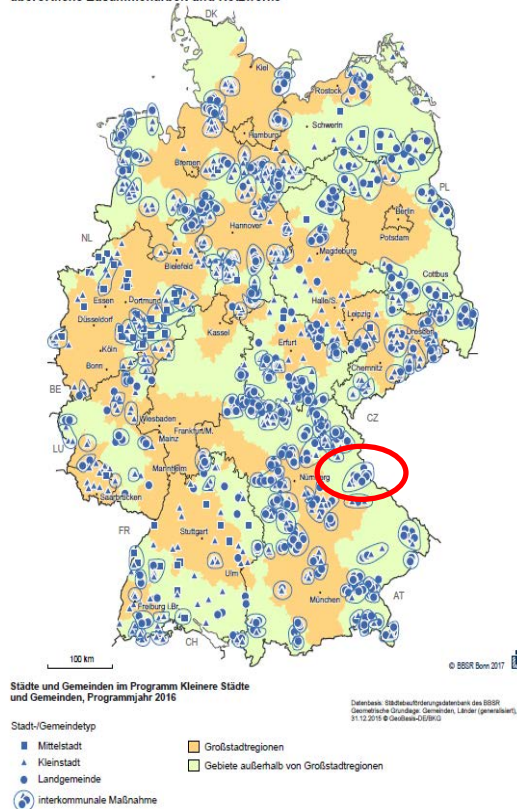 überörtliche Zusammenarbeit und Netzwerke
DK
Kiel
Rostock
Schwerin
Hamburg
Bremen
PL
Berlin
Potsdam
NL
Hannover
Bielefeld
Magdeburg
Cottbus
Essen
Dortmund
Düsseldorf
Halle/S.
Leipzig
Kassel
Köln
Erfurt
Dresden
Bonn
Chemnitz
BE
CZ
Wiesbaden
Frankfurt/M.
Mainz
LU
Mannheim
Nürnberg
Saarbrücken
FR
Stuttgart
Ulm
München
AT
Freiburg i.Br.
CH
100 km
© BBSR Bonn 2017
Städte und Gemeinden im Programm Kleinere Städte
und Gemeinden, Programmjahr 2016
Datenbasis: Städtebauförderungsdatenbank des BBSR
Geometrische Grundlage: Gemeinden, Länder (generalisiert),
31.12.2015 © GeoBasis-DE/BKG
Stadt-/Gemeindetyp
Mittelstadt
Kleinstadt
Landgemeinde
interkommunale Maßnahme
Großstadtregionen
Gebiete außerhalb von Großstadtregionen